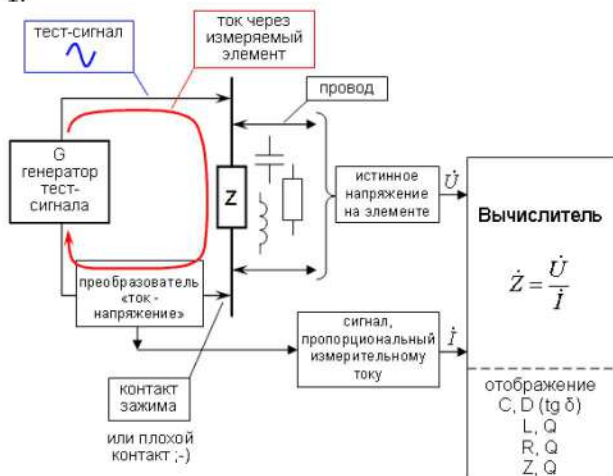 1.
тест-сигнал
ток через
измеряемый
элемент
провод
G
генератор
тест-
сигнала
Z
истинное
напряжение
на элементе
U̇
Вычислитель
Ż = U̇ / İ
преобразователь
«ток -
напряжение»
сигнал,
пропорциональный
измерительному
току
İ
контакт
зажима
или плохой
контакт ;-)
отображение
C, D (tg δ)
L, Q
R, Q
Z, Q